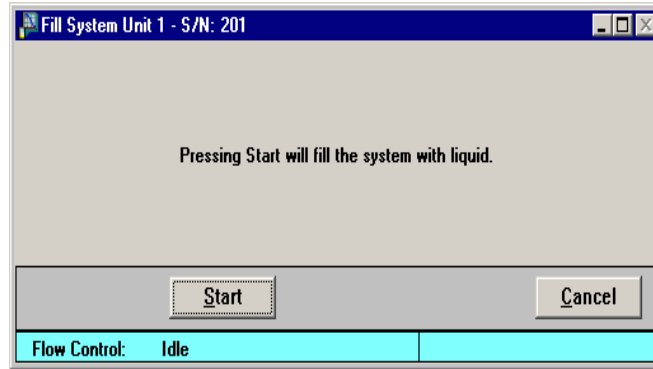 Fill System Unit 1 - S/N: 201
Pressing Start will fill the system with liquid.
Start Cancel
Flow Control: Idle